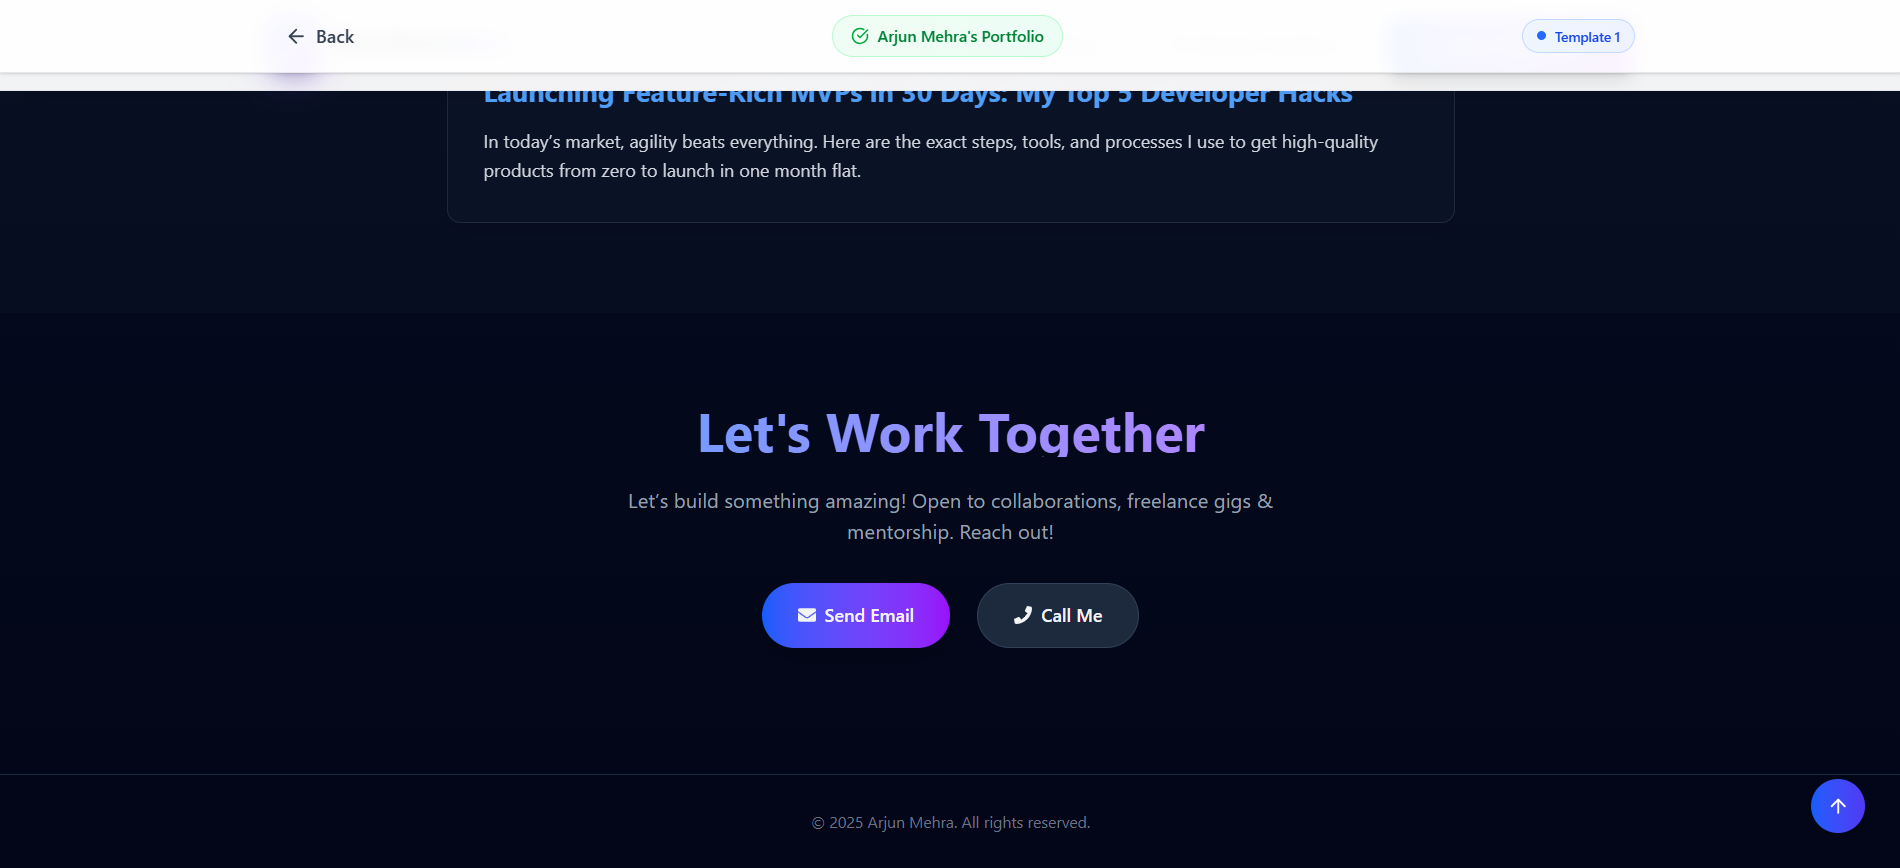 Back
Arjun Mehra's Portfolio
Template 1
Launching Feature-Rich MVPs in 30 Days: My Top 5 Developer Hacks
In today’s market, agility beats everything. Here are the exact steps, tools, and processes I use to get high-quality
products from zero to launch in one month flat.
Let's Work Together
Let’s build something amazing! Open to collaborations, freelance gigs &
mentorship. Reach out!
Send Email
Call Me
© 2025 Arjun Mehra. All rights reserved.